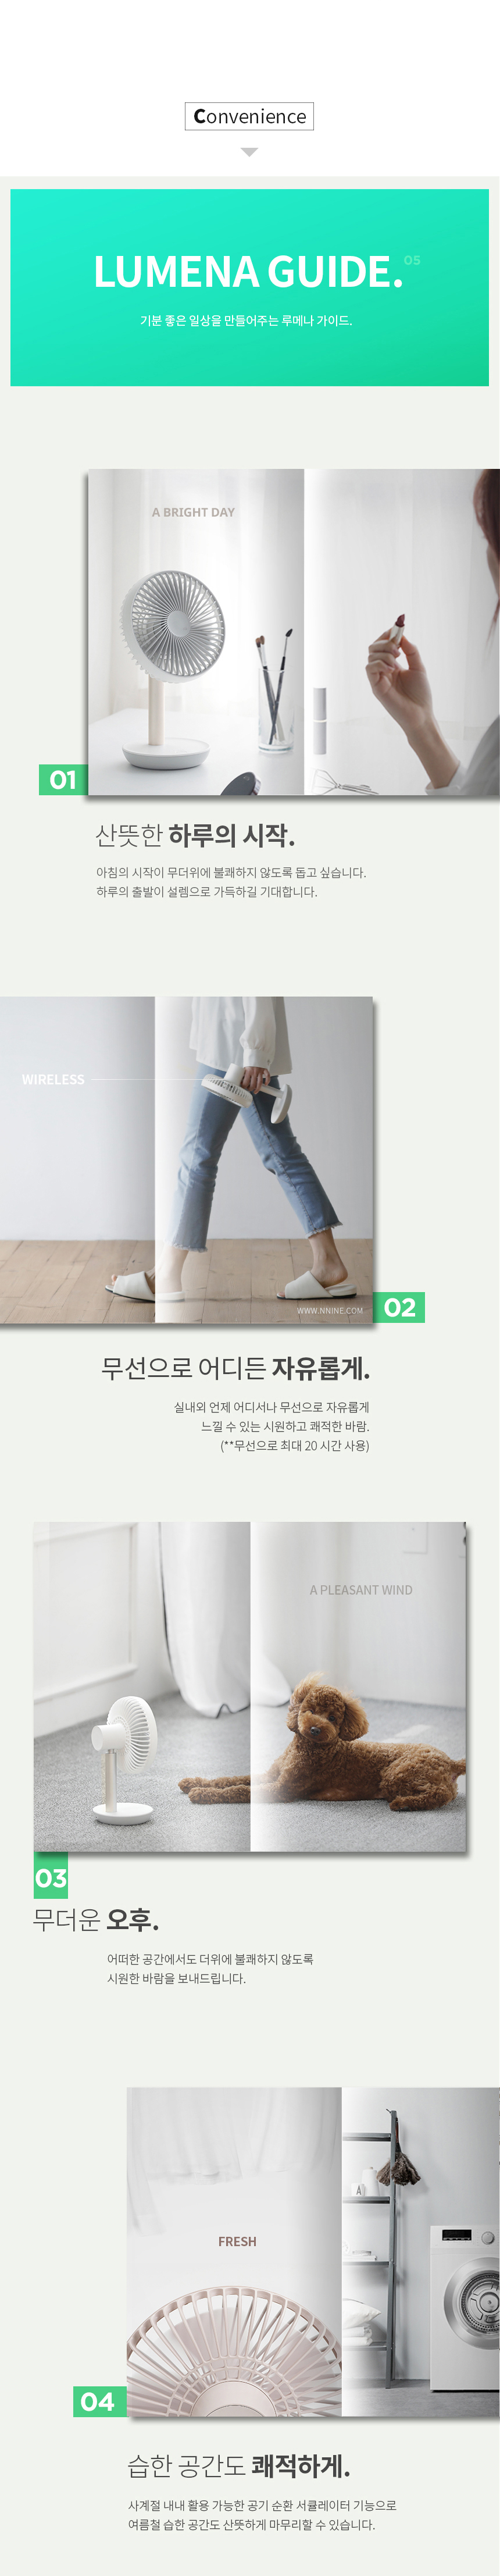 Convenience
LUMENA GUIDE. 05
기분 좋은 일상을 만들어주는 루메나 가이드.
A BRIGHT DAY
01
산뜻한 하루의 시작.
아침의 시작이 무더위에 불쾌하지 않도록 돕고 싶습니다.
하루의 출발이 설렘으로 가득하길 기대합니다.
WIRELESS
WWW.NNINE.COM
02
무선으로 어디든 자유롭게.
실내외 언제 어디서나 무선으로 자유롭게
느낄 수 있는 시원하고 쾌적한 바람.
(**무선으로 최대 20 시간 사용)
A PLEASANT WIND
03
무더운 오후.
어떠한 공간에서도 더위에 불쾌하지 않도록
시원한 바람을 보내드립니다.
A
FRESH
04
습한 공간도 쾌적하게.
사계절 내내 활용 가능한 공기 순환 서큘레이터 기능으로
여름철 습한 공간도 산뜻하게 마무리할 수 있습니다.